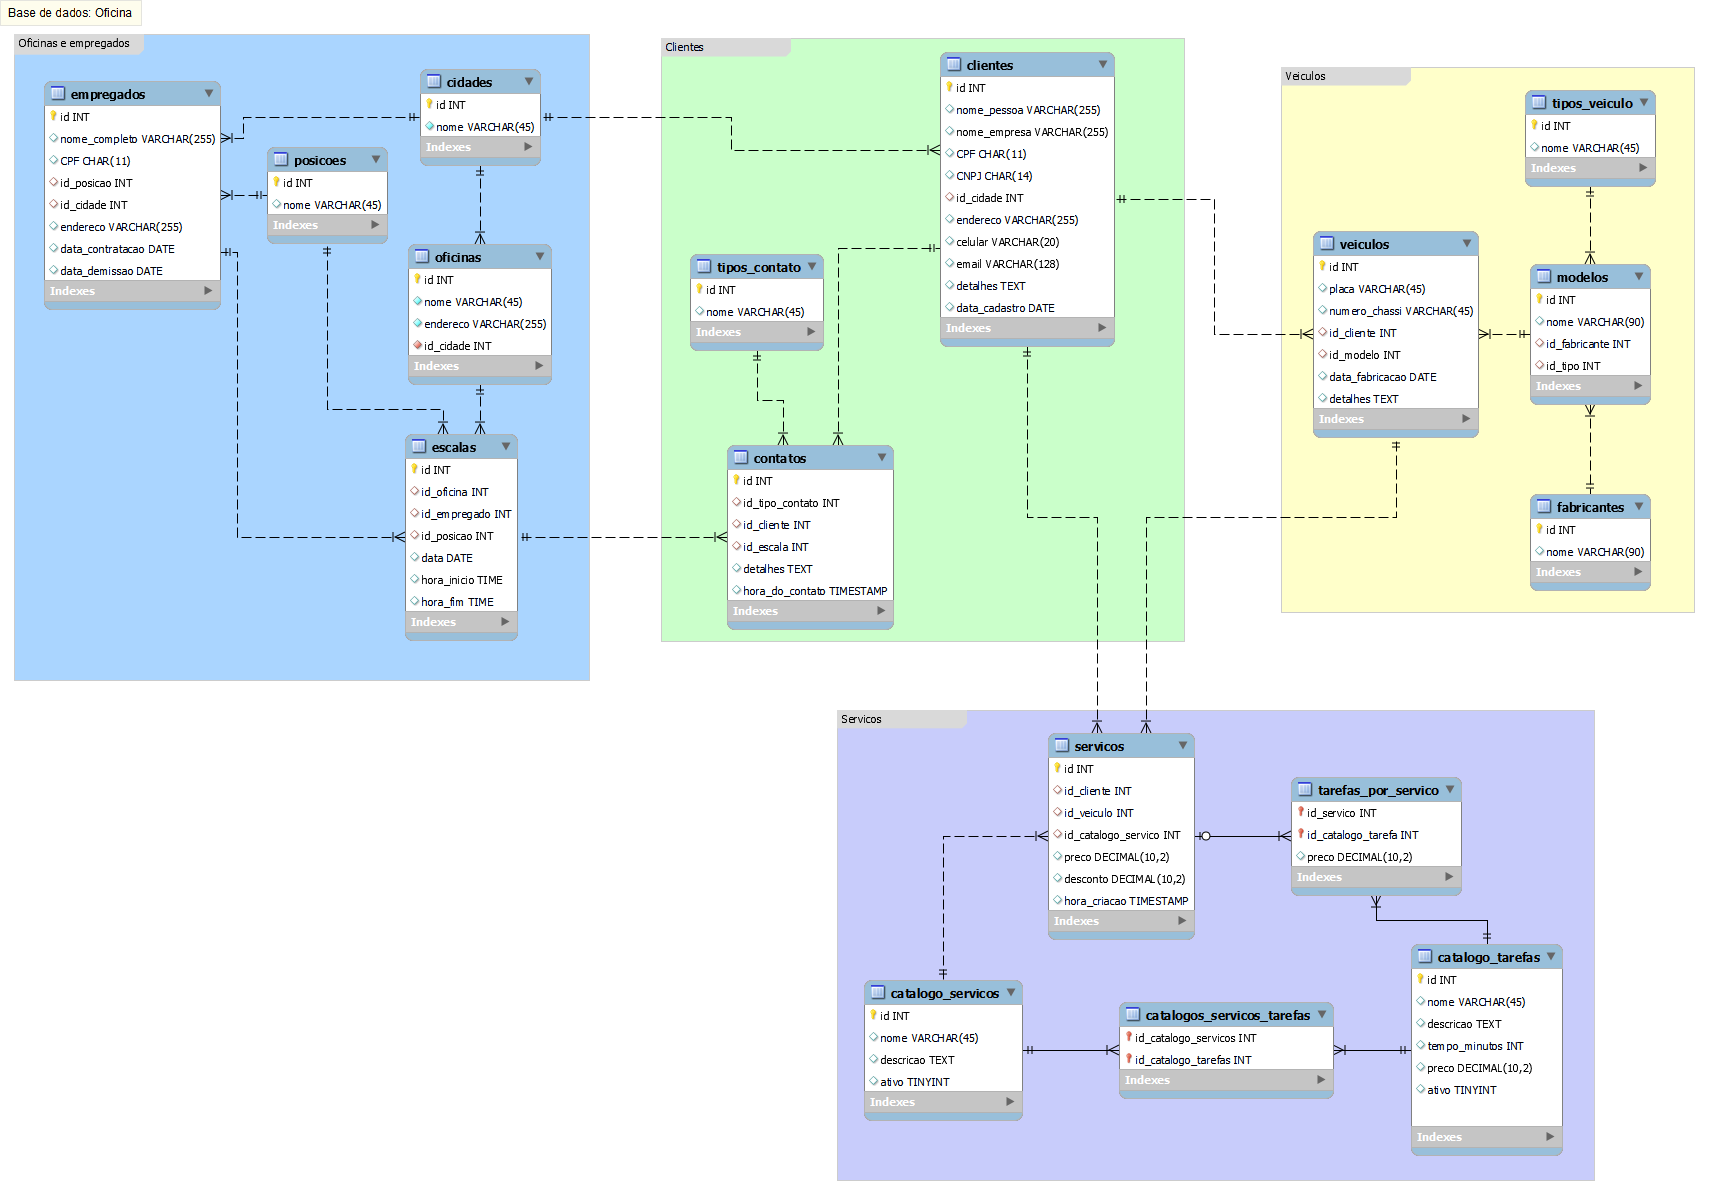 Base de dados: Oficina
Oficinas e empregados
empregados
id INT
nome_completo VARCHAR(255)
CPF CHAR(11)
id_posicao INT
id_cidade INT
endereco VARCHAR(255)
data_contratacao DATE
data_demissao DATE
Indexes
cidades
id INT
nome VARCHAR(45)
Indexes
posicoes
id INT
nome VARCHAR(45)
Indexes
oficinas
id INT
nome VARCHAR(45)
endereco VARCHAR(255)
id_cidade INT
Indexes
escalas
id INT
id_oficina INT
id_empregado INT
id_posicao INT
data DATE
hora_inicio TIME
hora_fim TIME
Indexes
Clientes
clientes
id INT
nome_pessoa VARCHAR(255)
nome_empresa VARCHAR(255)
CPF CHAR(11)
CNPJ CHAR(14)
id_cidade INT
endereco VARCHAR(255)
celular VARCHAR(20)
email VARCHAR(128)
detalhes TEXT
data_cadastro DATE
Indexes
tipos_contato
id INT
nome VARCHAR(45)
Indexes
contatos
id INT
id_tipo_contato INT
id_cliente INT
id_escala INT
detalhes TEXT
hora_do_contato TIMESTAMP
Indexes
Veiculos
tipos_veiculo
id INT
nome VARCHAR(45)
Indexes
veiculos
id INT
placa VARCHAR(45)
numero_chassi VARCHAR(45)
id_cliente INT
id_modelo INT
data_fabricacao DATE
detalhes TEXT
Indexes
modelos
id INT
nome VARCHAR(90)
id_fabricante INT
id_tipo INT
Indexes
fabricantes
id INT
nome VARCHAR(90)
Indexes
Servicos
servicos
id INT
id_cliente INT
id_veiculo INT
id_catalogo_servico INT
preco DECIMAL(10,2)
desconto DECIMAL(10,2)
hora_criacao TIMESTAMP
Indexes
tarefas_por_servico
id_servico INT
id_catalogo_tarefa INT
preco DECIMAL(10,2)
Indexes
catalogo_servicos
id INT
nome VARCHAR(45)
descricao TEXT
ativo TINYINT
Indexes
catalogos_servicos_tarefas
id_catalogo_servicos INT
id_catalogo_tarefas INT
Indexes
catalogo_tarefas
id INT
nome VARCHAR(45)
descricao TEXT
tempo_minutos INT
preco DECIMAL(10,2)
ativo TINYINT
Indexes